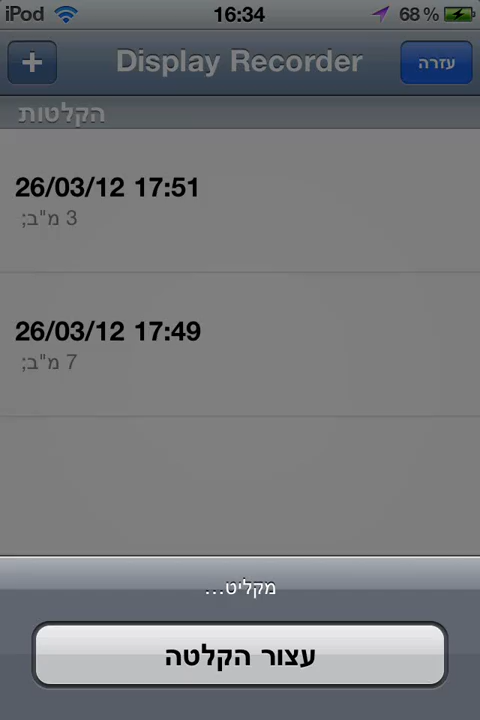 iPod 16:34 68%
+ Display Recorder עזרה
הקלטות
26/03/12 17:51
3 מ"ב;
26/03/12 17:49
7 מ"ב;
מקליט...
עצור הקלטה